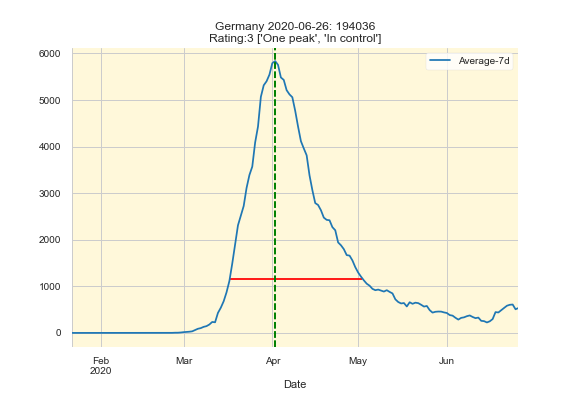 Germany 2020-06-26: 194036
Rating:3 ['One peak', 'In control']
Average-7d
6000
5000
4000
3000
2000
1000
0
Feb Mar Apr May Jun
2020
Date